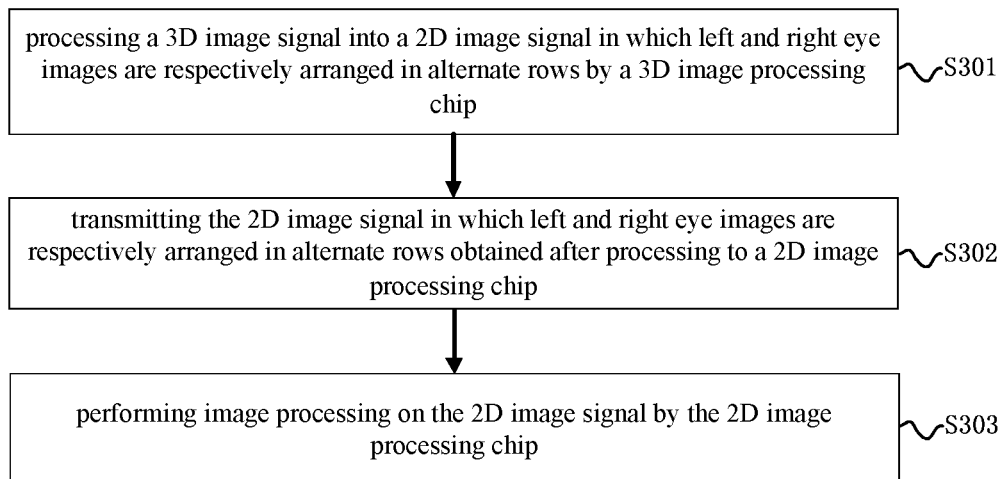 processing a 3D image signal into a 2D image signal in which left and right eye
images are respectively arranged in alternate rows by a 3D image processing
chip
S301
transmitting the 2D image signal in which left and right eye images are
respectively arranged in alternate rows obtained after processing to a 2D image
processing chip
S302
performing image processing on the 2D image signal by the 2D image
processing chip
S303